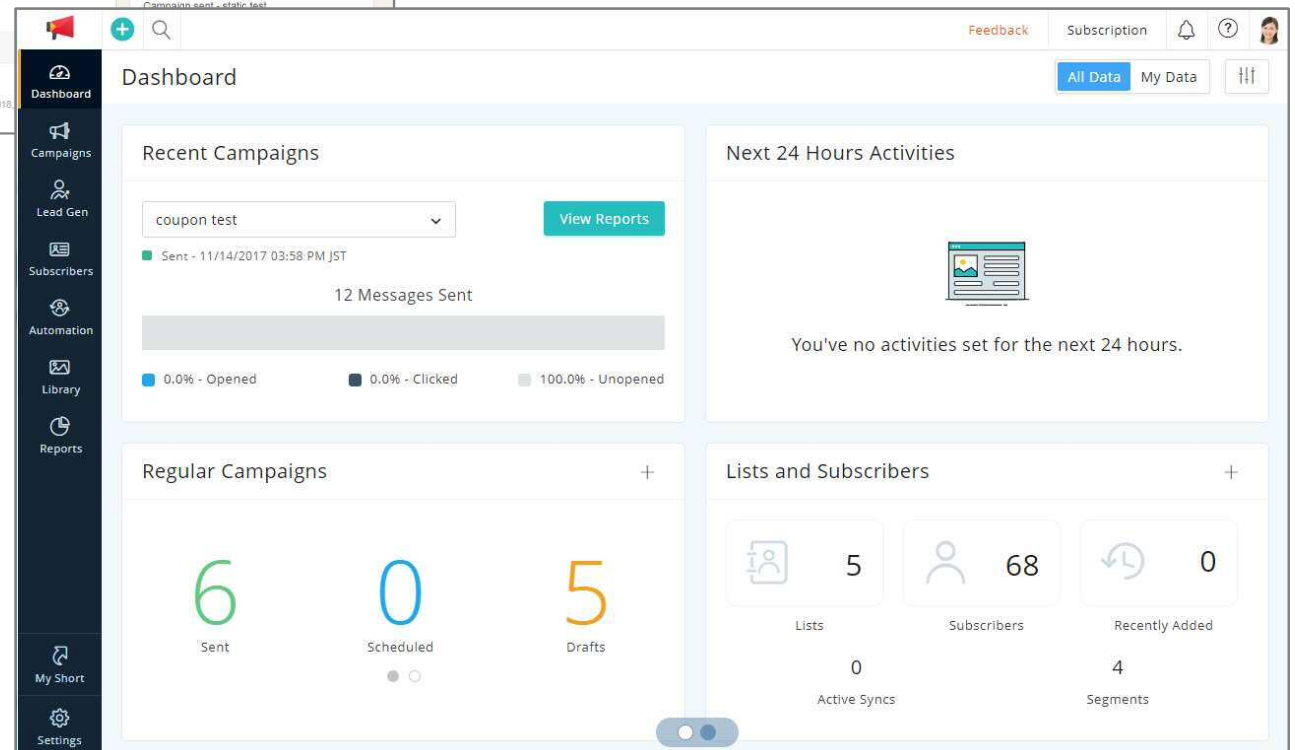 Campaign sent - static test
Feedback
Subscription
Dashboard
Campaigns
Lead Gen
Subscribers
Automation
Library
Reports
My Short
Settings
Dashboard
All Data
My Data
Recent Campaigns
coupon test
View Reports
Sent - 11/14/2017 03:58 PM JST
12 Messages Sent
0.0% - Opened
0.0% - Clicked
100.0% - Unopened
Next 24 Hours Activities
You've no activities set for the next 24 hours.
Regular Campaigns
6
Sent
0
Scheduled
5
Drafts
Lists and Subscribers
5
Lists
68
Subscribers
0
Recently Added
0
Active Syncs
4
Segments